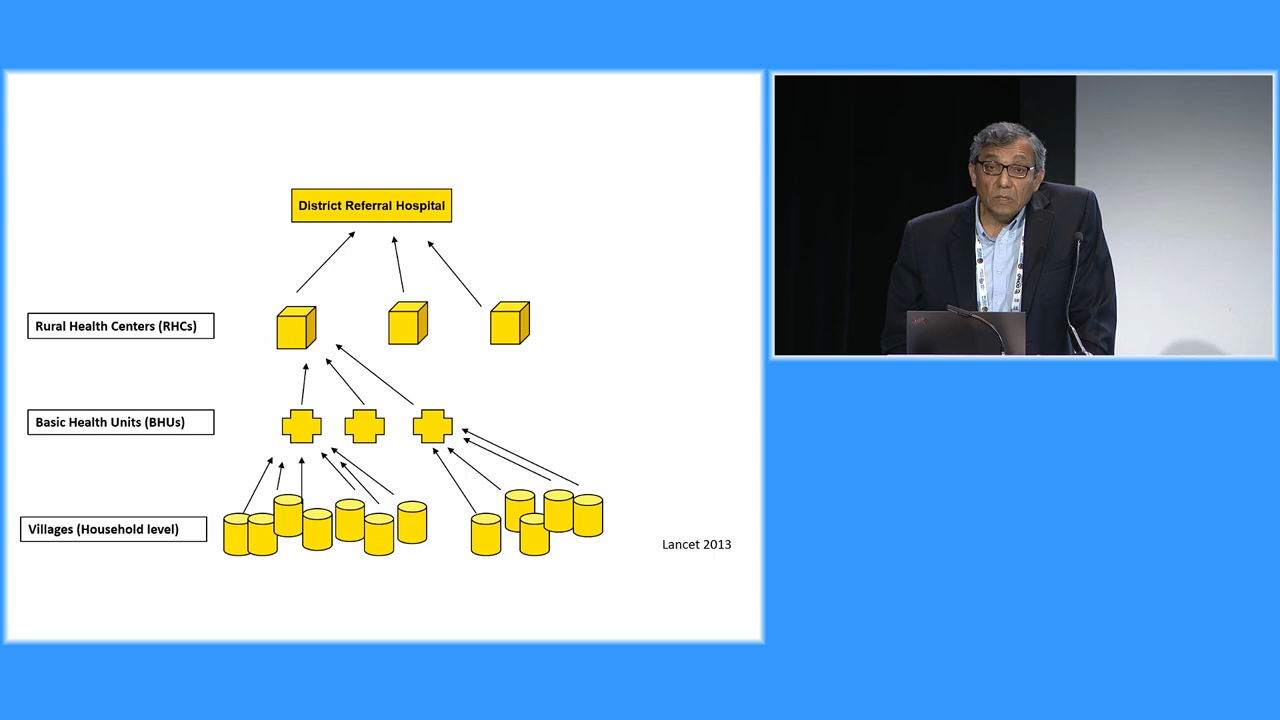 District Referral Hospital
Rural Health Centers (RHCs)
Basic Health Units (BHUs)
Villages (Household level)
Lancet 2013